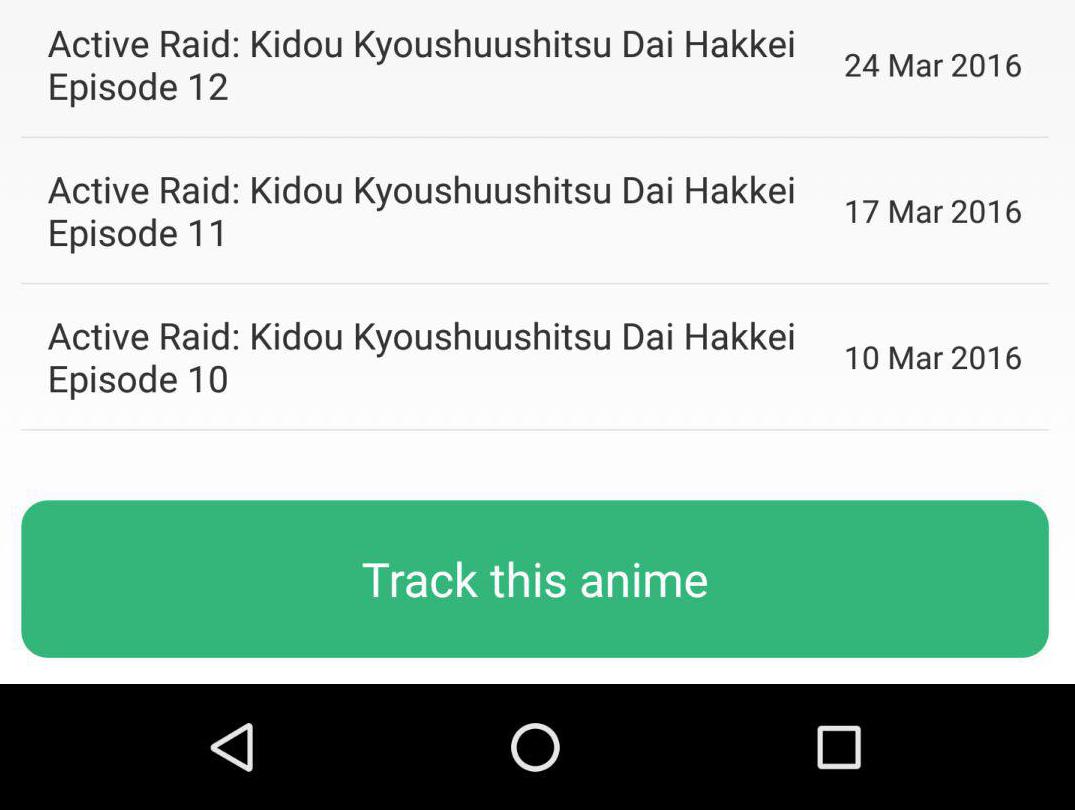 Active Raid: Kidou Kyoushuushitsu Dai Hakkei
Episode 12
24 Mar 2016
Active Raid: Kidou Kyoushuushitsu Dai Hakkei
Episode 11
17 Mar 2016
Active Raid: Kidou Kyoushuushitsu Dai Hakkei
Episode 10
10 Mar 2016
Track this anime